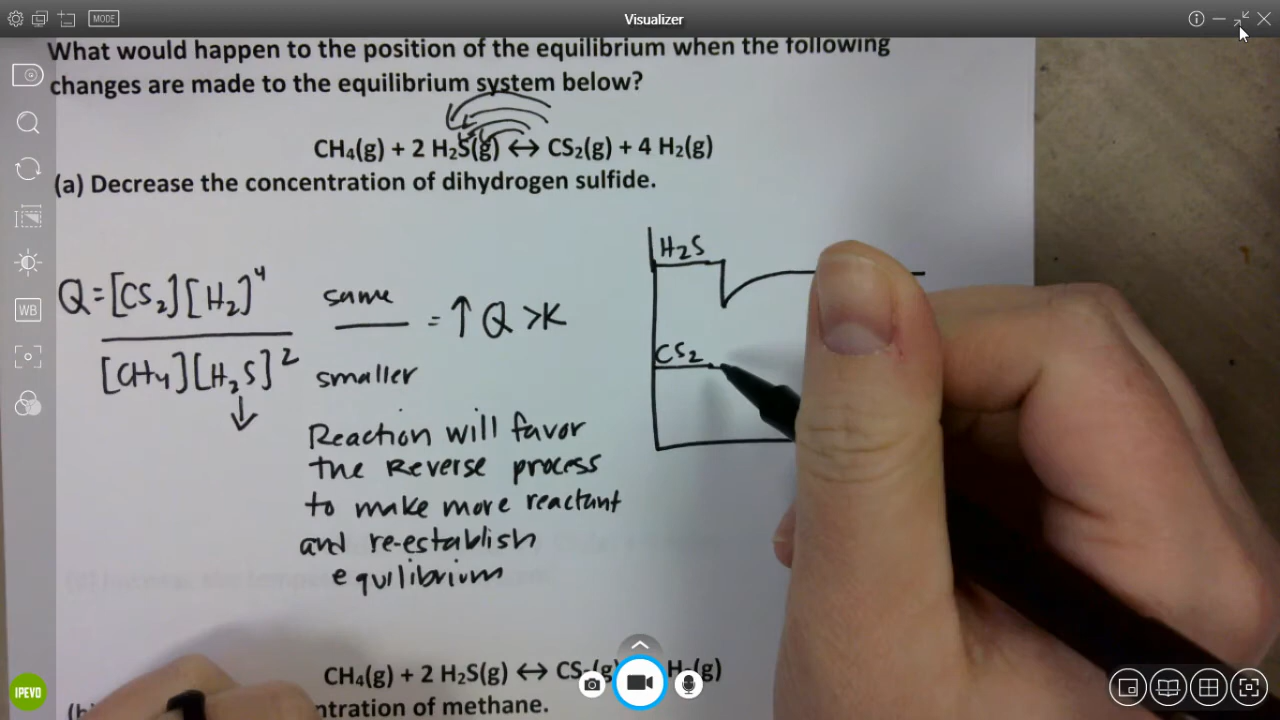 MODE
Visualizer
What would happen to the position of the equilibrium when the following
changes are made to the equilibrium system below?
CH₄(g) + 2 H₂S(g) ↔ CS₂(g) + 4 H₂(g)
(a) Decrease the concentration of dihydrogen sulfide.
H₂S
Q = [CS₂][H₂]⁴ same = ↑ Q > K
[CH₄][H₂S]² smaller
↓
CS₂
WB
Reaction will favor
the reverse process
to make more reactant
and re-establish
equilibrium
CH₄(g) + 2 H₂S(g) ↔ CS₂(g) H₂(g)
ntration of methane.
IPEVO